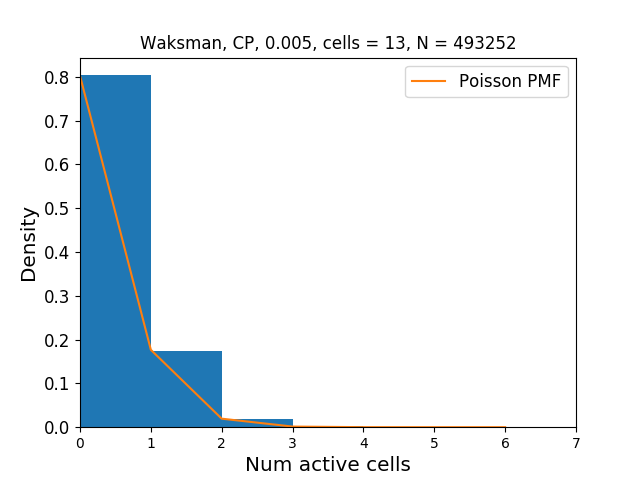 Waksman, CP, 0.005, cells = 13, N = 493252
Poisson PMF
Density
0.8
0.7
0.6
0.5
0.4
0.3
0.2
0.1
0.0
0 1 2 3 4 5 6 7
Num active cells